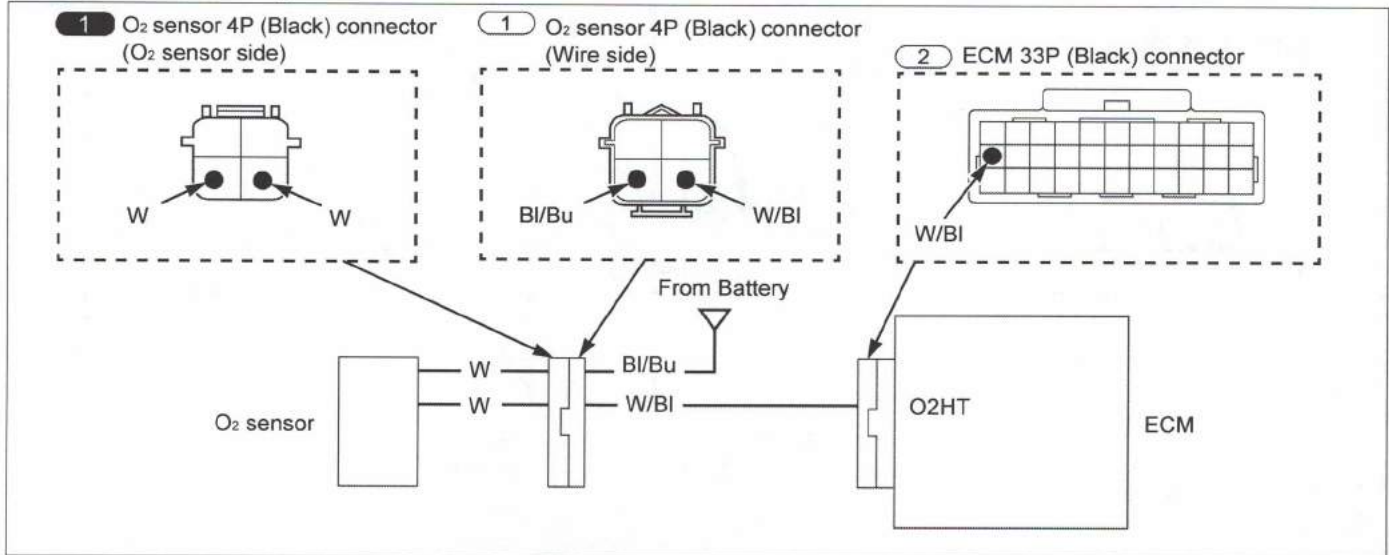 1 O₂ sensor 4P (Black) connector
(O₂ sensor side)
1 O₂ sensor 4P (Black) connector
(Wire side)
2 ECM 33P (Black) connector
W
W
Bl/Bu
W/Bl
W/Bl
From Battery
W
Bl/Bu
W
W/Bl
O₂ sensor
O2HT
ECM